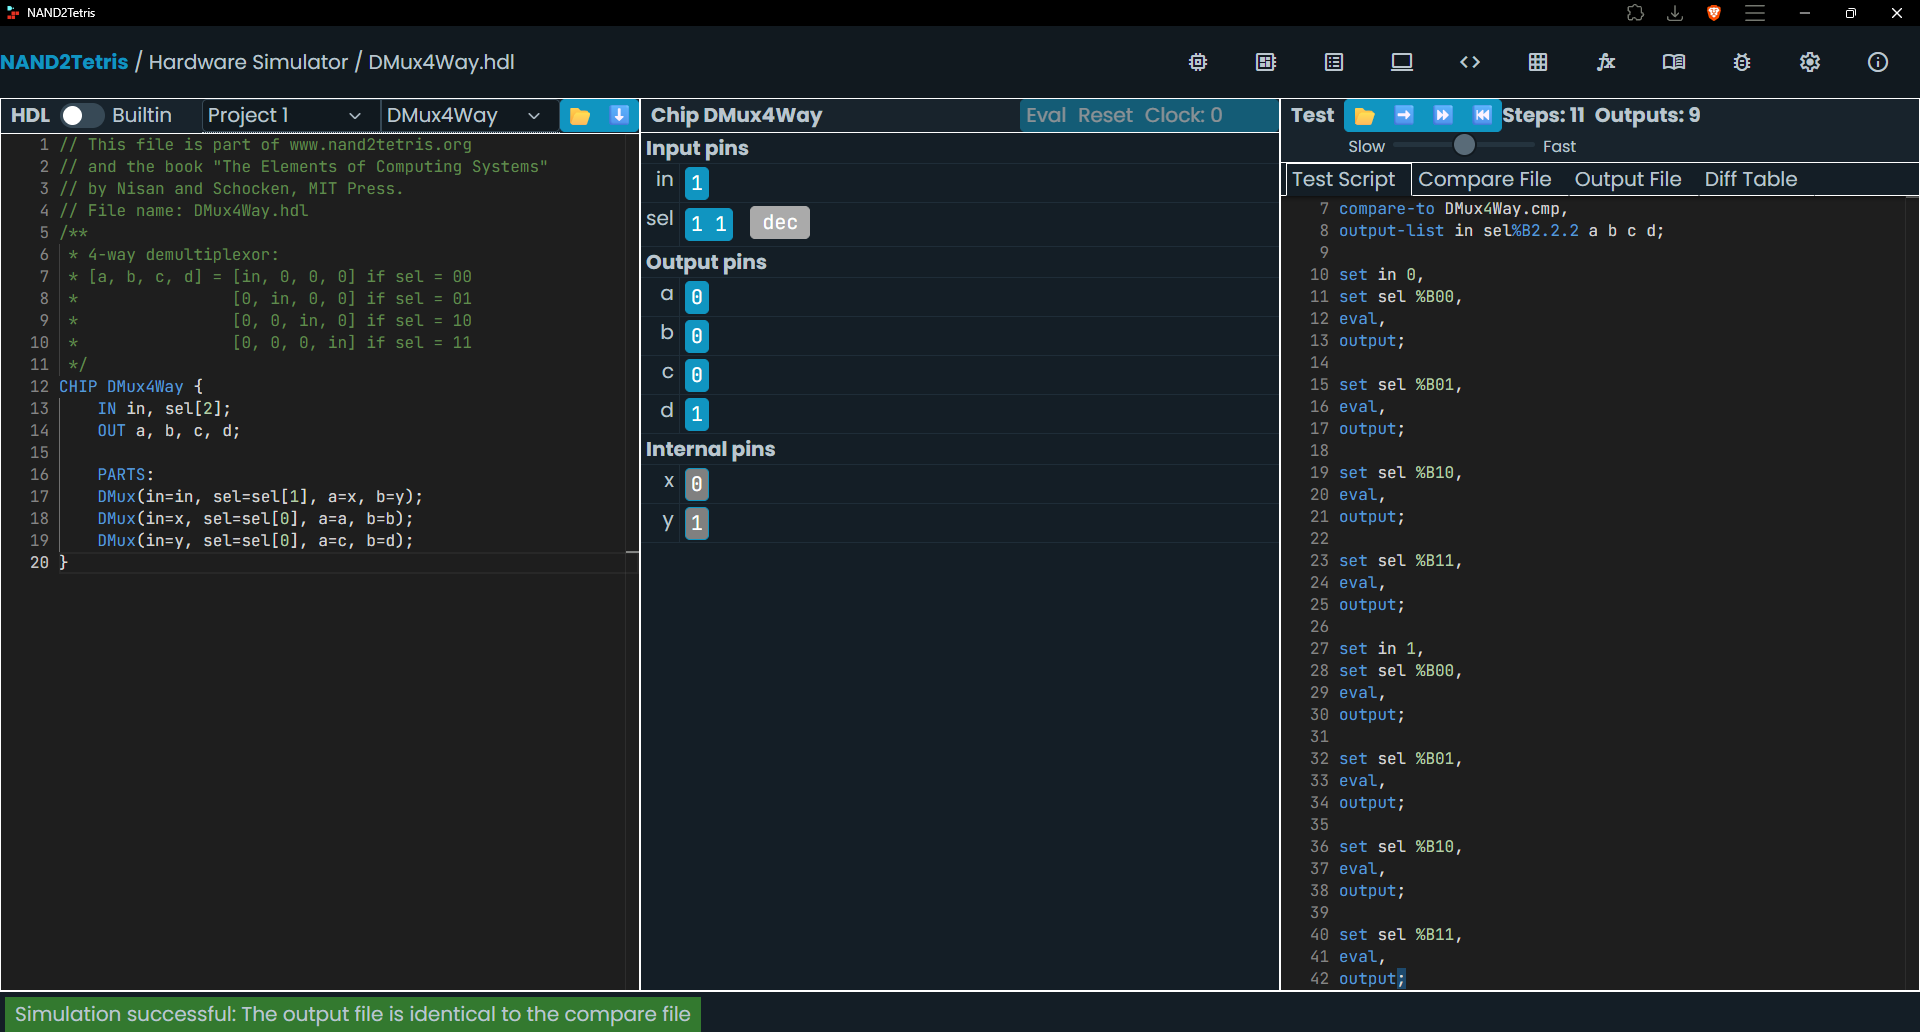 NAND2Tetris
NAND2Tetris / Hardware Simulator / DMux4Way.hdl
HDL Builtin Project 1 DMux4Way
1 // This file is part of www.nand2tetris.org
2 // and the book "The Elements of Computing Systems"
3 // by Nisan and Schocken, MIT Press.
4 // File name: DMux4Way.hdl
5 /**
6 * 4-way demultiplexor:
7 * [a, b, c, d] = [in, 0, 0, 0] if sel = 00
8 * [0, in, 0, 0] if sel = 01
9 * [0, 0, in, 0] if sel = 10
10 * [0, 0, 0, in] if sel = 11
11 */
12 CHIP DMux4Way {
13 IN in, sel[2];
14 OUT a, b, c, d;
15
16 PARTS:
17 DMux(in=in, sel=sel[1], a=x, b=y);
18 DMux(in=x, sel=sel[0], a=a, b=b);
19 DMux(in=y, sel=sel[0], a=c, b=d);
20 }
Chip DMux4Way Eval Reset Clock: 0
Input pins
in 1
sel 1 1 dec
Output pins
a 0
b 0
c 0
d 1
Internal pins
x 0
y 1
Test Steps: 11 Outputs: 9
Slow Fast
Test Script Compare File Output File Diff Table
7 compare-to DMux4Way.cmp,
8 output-list in sel%B2.2.2 a b c d;
9
10 set in 0,
11 set sel %B00,
12 eval,
13 output;
14
15 set sel %B01,
16 eval,
17 output;
18
19 set sel %B10,
20 eval,
21 output;
22
23 set sel %B11,
24 eval,
25 output;
26
27 set in 1,
28 set sel %B00,
29 eval,
30 output;
31
32 set sel %B01,
33 eval,
34 output;
35
36 set sel %B10,
37 eval,
38 output;
39
40 set sel %B11,
41 eval,
42 output;
Simulation successful: The output file is identical to the compare file